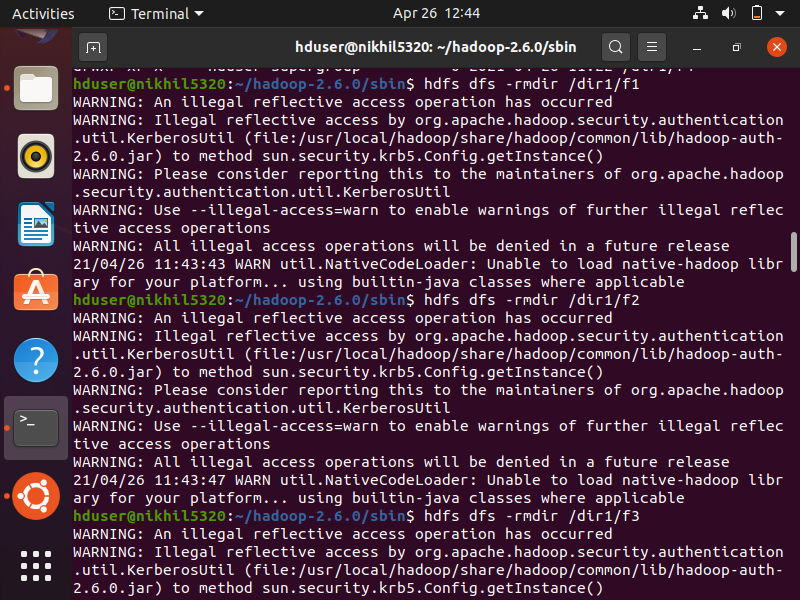 Activities
Terminal
Apr 26 12:44
hduser@nikhil5320: ~/hadoop-2.6.0/sbin
hduser@nikhil5320:~/hadoop-2.6.0/sbin$ hdfs dfs -rmdir /dir1/f1
WARNING: An illegal reflective access operation has occurred
WARNING: Illegal reflective access by org.apache.hadoop.security.authentication
.util.KerberosUtil (file:/usr/local/hadoop/share/hadoop/common/lib/hadoop-auth-
2.6.0.jar) to method sun.security.krb5.Config.getInstance()
WARNING: Please consider reporting this to the maintainers of org.apache.hadoop
.security.authentication.util.KerberosUtil
WARNING: Use --illegal-access=warn to enable warnings of further illegal reflec
tive access operations
WARNING: All illegal access operations will be denied in a future release
21/04/26 11:43:43 WARN util.NativeCodeLoader: Unable to load native-hadoop libr
ary for your platform... using builtin-java classes where applicable
hduser@nikhil5320:~/hadoop-2.6.0/sbin$ hdfs dfs -rmdir /dir1/f2
WARNING: An illegal reflective access operation has occurred
WARNING: Illegal reflective access by org.apache.hadoop.security.authentication
.util.KerberosUtil (file:/usr/local/hadoop/share/hadoop/common/lib/hadoop-auth-
2.6.0.jar) to method sun.security.krb5.Config.getInstance()
WARNING: Please consider reporting this to the maintainers of org.apache.hadoop
.security.authentication.util.KerberosUtil
WARNING: Use --illegal-access=warn to enable warnings of further illegal reflec
tive access operations
WARNING: All illegal access operations will be denied in a future release
21/04/26 11:43:47 WARN util.NativeCodeLoader: Unable to load native-hadoop libr
ary for your platform... using builtin-java classes where applicable
hduser@nikhil5320:~/hadoop-2.6.0/sbin$ hdfs dfs -rmdir /dir1/f3
WARNING: An illegal reflective access operation has occurred
WARNING: Illegal reflective access by org.apache.hadoop.security.authentication
.util.KerberosUtil (file:/usr/local/hadoop/share/hadoop/common/lib/hadoop-auth-
2.6.0.jar) to method sun.security.krb5.Config.getInstance()